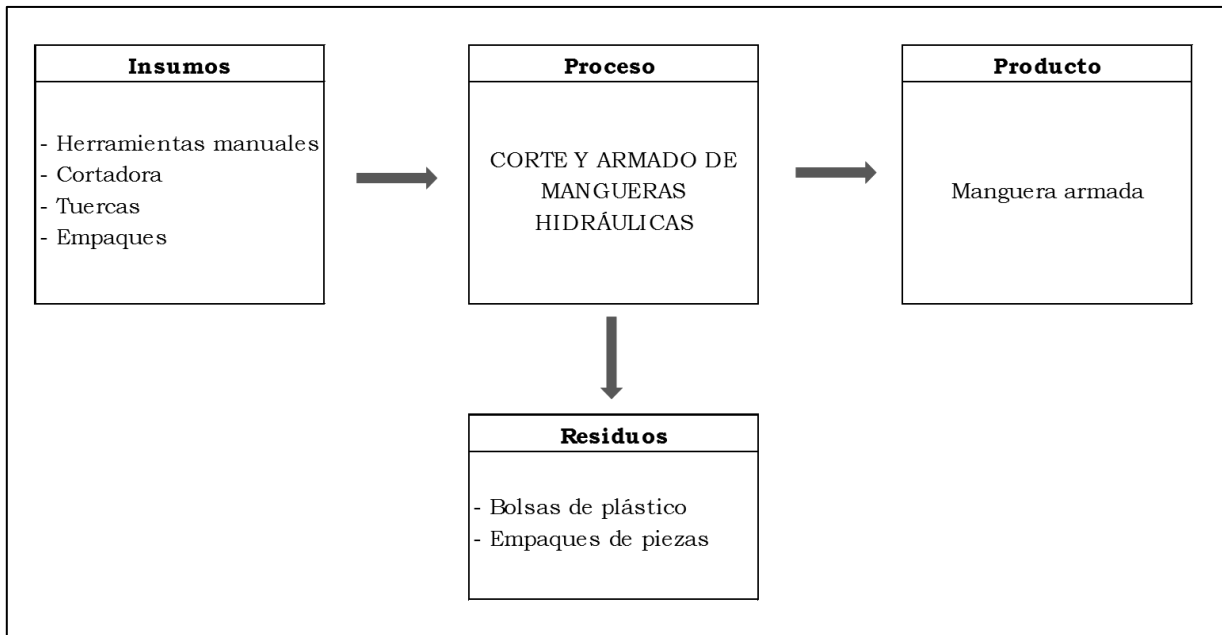 Insumos
- Herramientas manuales
- Cortadora
- Tuercas
- Empaques
Proceso
CORTE Y ARMADO DE
MANGUERAS
HIDRÁULICAS
Producto
Manguera armada
Residuos
- Bolsas de plástico
- Empaques de piezas